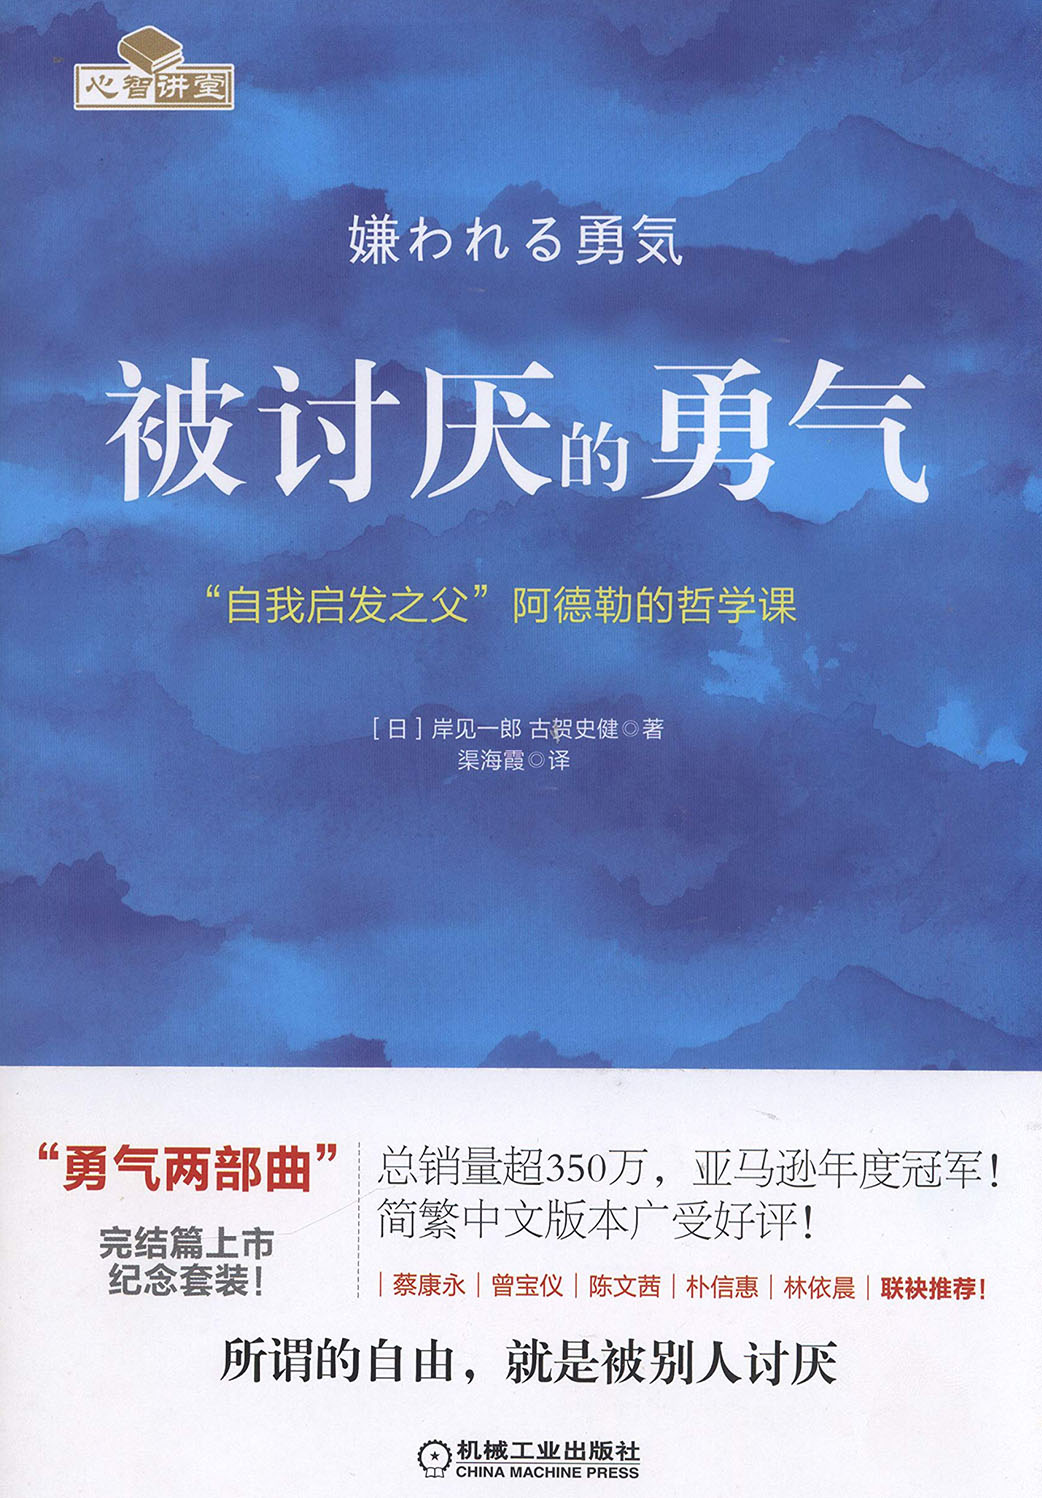 心智讲堂
嫌われる勇気
被讨厌的勇气
“自我启发之父”阿德勒的哲学课
[日]岸见一郎 古贺史健◎著
渠海霞◎译
“勇气两部曲”
完结篇上市
纪念套装！
总销量超350万，亚马逊年度冠军！
简繁中文版本广受好评！
|蔡康永|曾宝仪|陈文茜|朴信惠|林依晨|联袂推荐！
所谓的自由，就是被别人讨厌
机械工业出版社
CHINA MACHINE PRESS